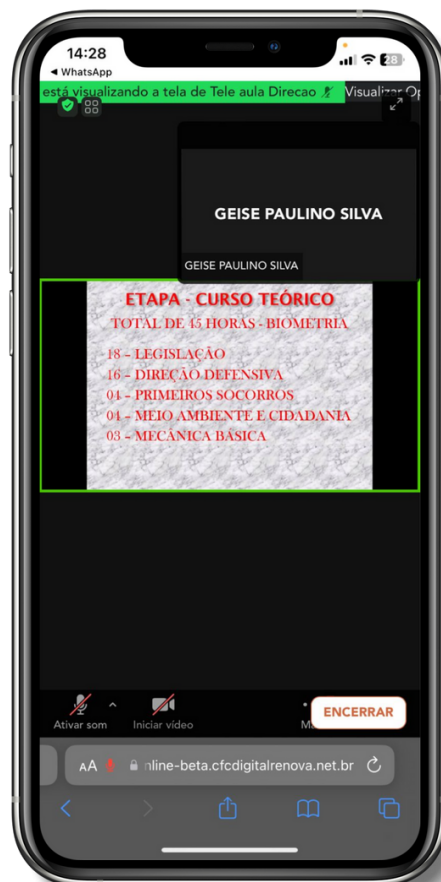 14:28
28
WhatsApp
está visualizando a tela de Tele aula Direcao
Visualizar Op
GEISE PAULINO SILVA
GEISE PAULINO SILVA
ETAPA - CURSO TEÓRICO
TOTAL DE 45 HORAS - BIOMETRIA
18 - LEGISLAÇÃO
16 - DIREÇÃO DEFENSIVA
04 - PRIMEIROS SOCORROS
04 - MEIO AMBIENTE E CIDADANIA
03 - MECÂNICA BÁSICA
Ativar som
Iniciar vídeo
ENCERRAR
AA
nline-beta.cfcdigitalrenova.net.br